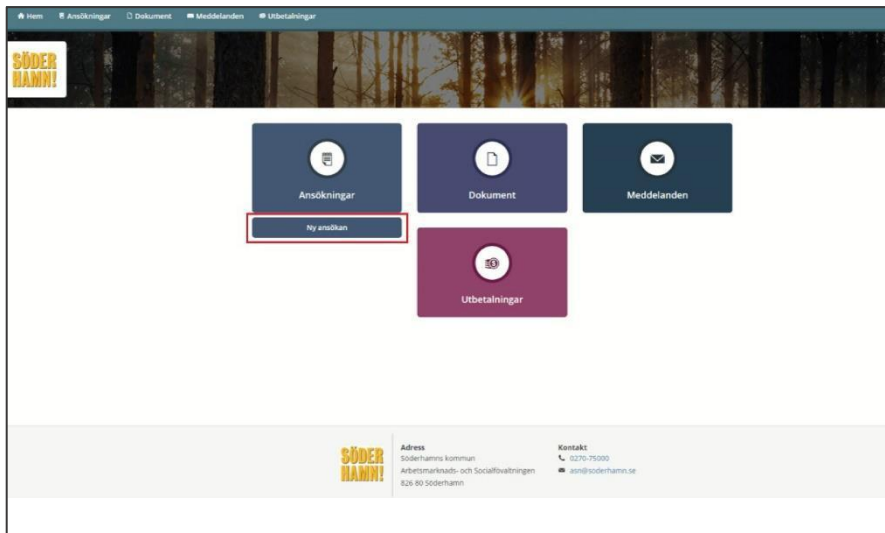 Hem Ansökningar Dokument Meddelanden Utbetalningar
SÖDER
HAMN!
Ansökningar Dokument Meddelanden
Ny ansökan
Utbetalningar
SÖDER
HAMN!
Adress
Söderhamns kommun
Arbetsmarknads- och Socialfövaltningen
826 80 Söderhamn
Kontakt
0270-75000
asn@soderhamn.se